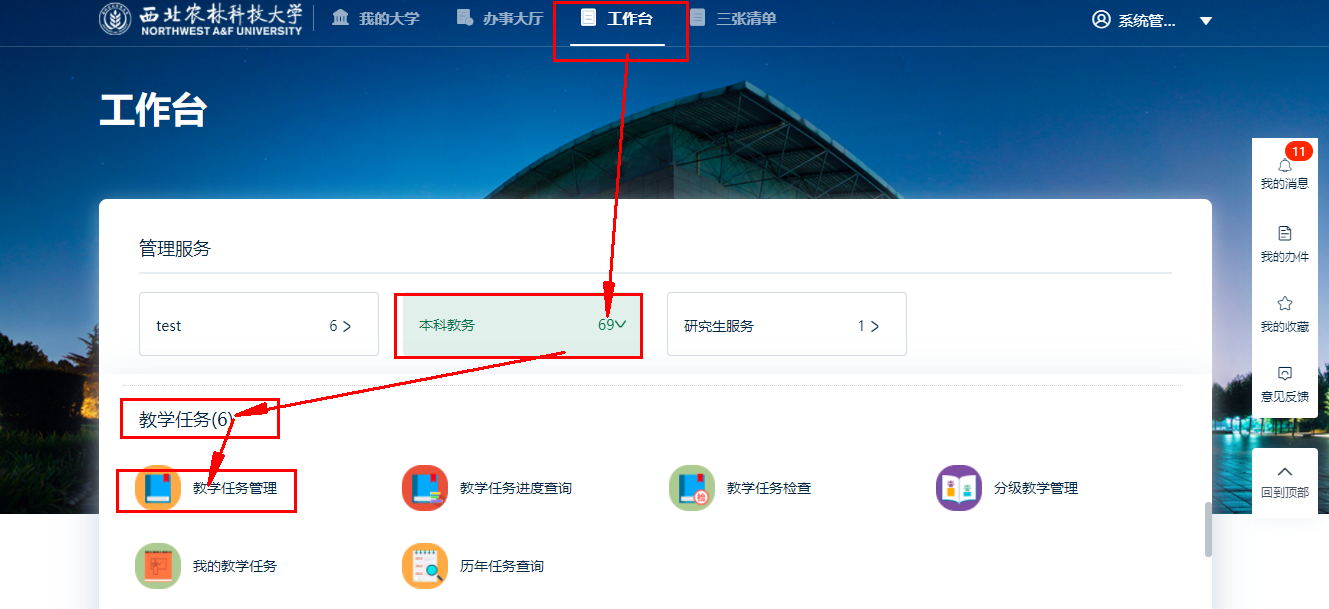 西北农林科技大学
NORTHWEST A&F UNIVERSITY
我的大学
办事大厅
工作台
三张清单
系统管...
工作台
11
我的消息
我的办件
我的收藏
意见反馈
回到顶部
管理服务
test 6
本科教务 69
研究生服务 1
教学任务(6)
教学任务管理
教学任务进度查询
教学任务检查
分级教学管理
我的教学任务
历年任务查询